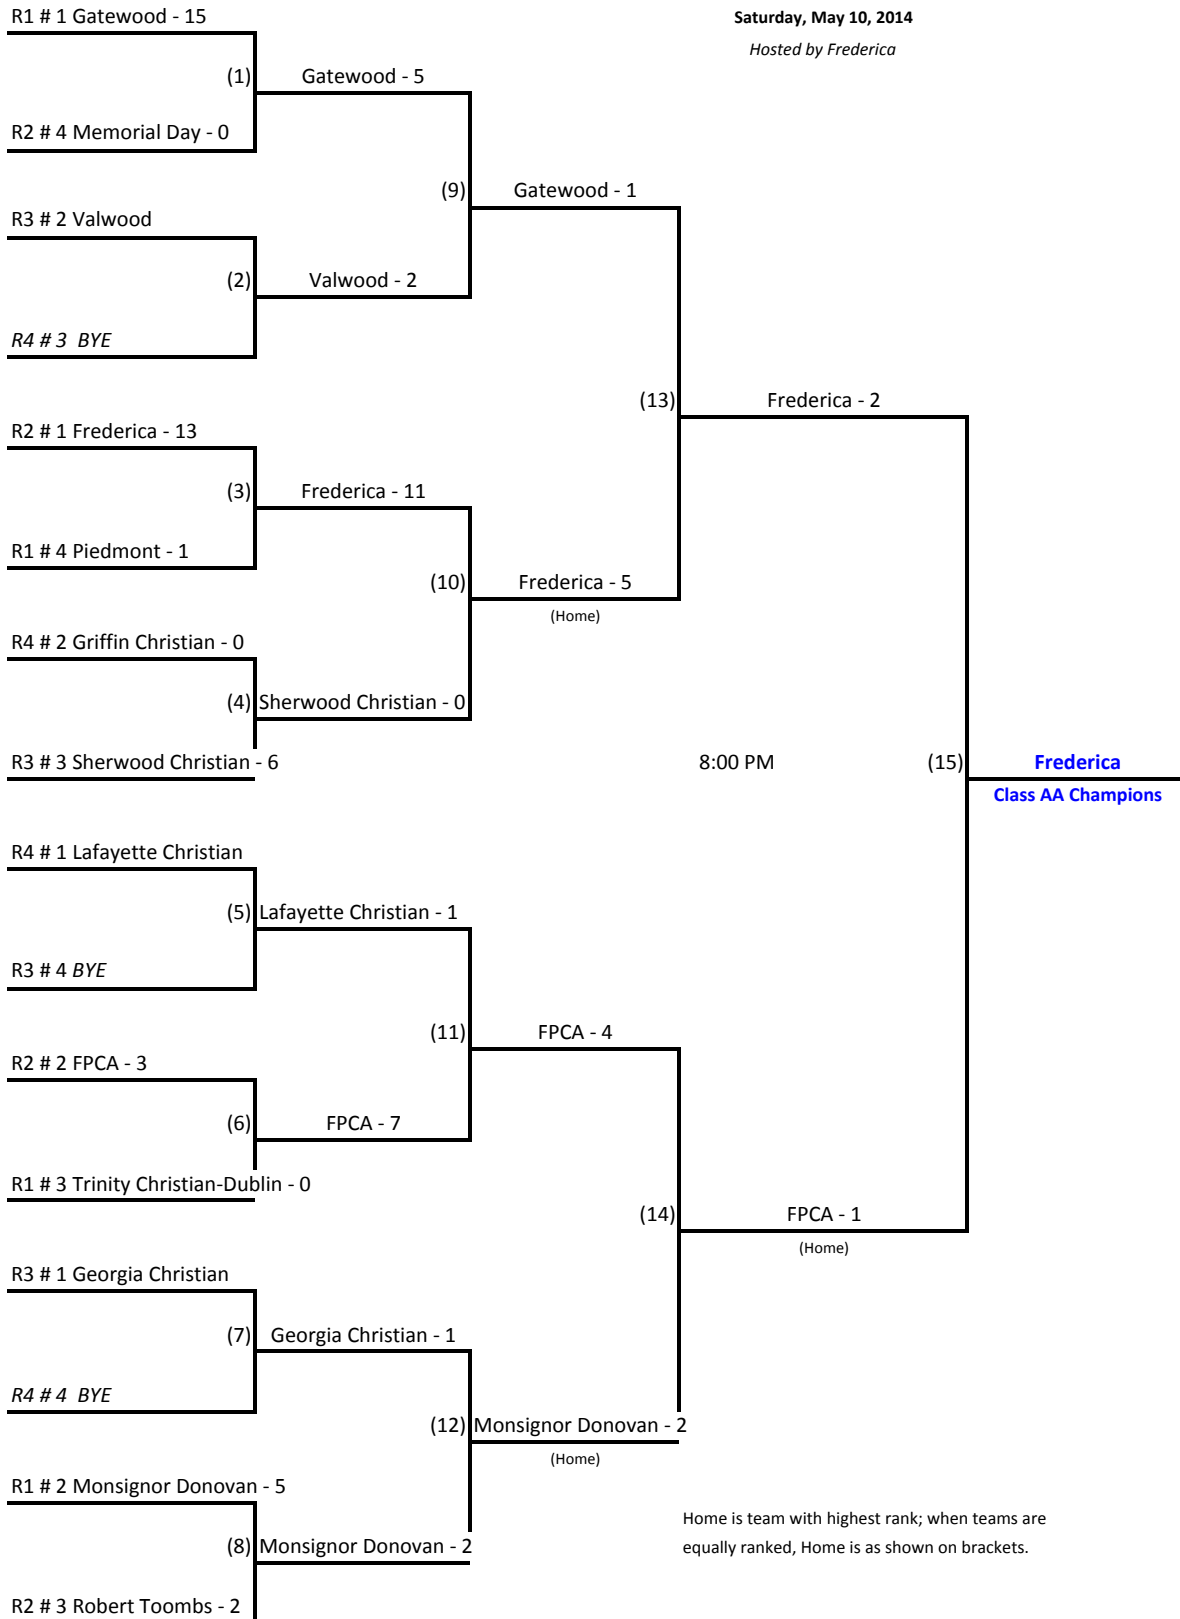 R1 # 1 Gatewood - 15
Saturday, May 10, 2014
Hosted by Frederica
(1) Gatewood - 5
R2 # 4 Memorial Day - 0
(9) Gatewood - 1
R3 # 2 Valwood
(2) Valwood - 2
R4 # 3 BYE
(13) Frederica - 2
R2 # 1 Frederica - 13
(3) Frederica - 11
R1 # 4 Piedmont - 1
(10) Frederica - 5
(Home)
R4 # 2 Griffin Christian - 0
(4) Sherwood Christian - 0
R3 # 3 Sherwood Christian - 6
8:00 PM (15) Frederica
Class AA Champions
R4 # 1 Lafayette Christian
(5) Lafayette Christian - 1
R3 # 4 BYE
(11) FPCA - 4
R2 # 2 FPCA - 3
(6) FPCA - 7
R1 # 3 Trinity Christian-Dublin - 0
(14) FPCA - 1
(Home)
R3 # 1 Georgia Christian
(7) Georgia Christian - 1
R4 # 4 BYE
(12) Monsignor Donovan - 2
(Home)
R1 # 2 Monsignor Donovan - 5
Home is team with highest rank; when teams are
equally ranked, Home is as shown on brackets.
(8) Monsignor Donovan - 2
R2 # 3 Robert Toombs - 2